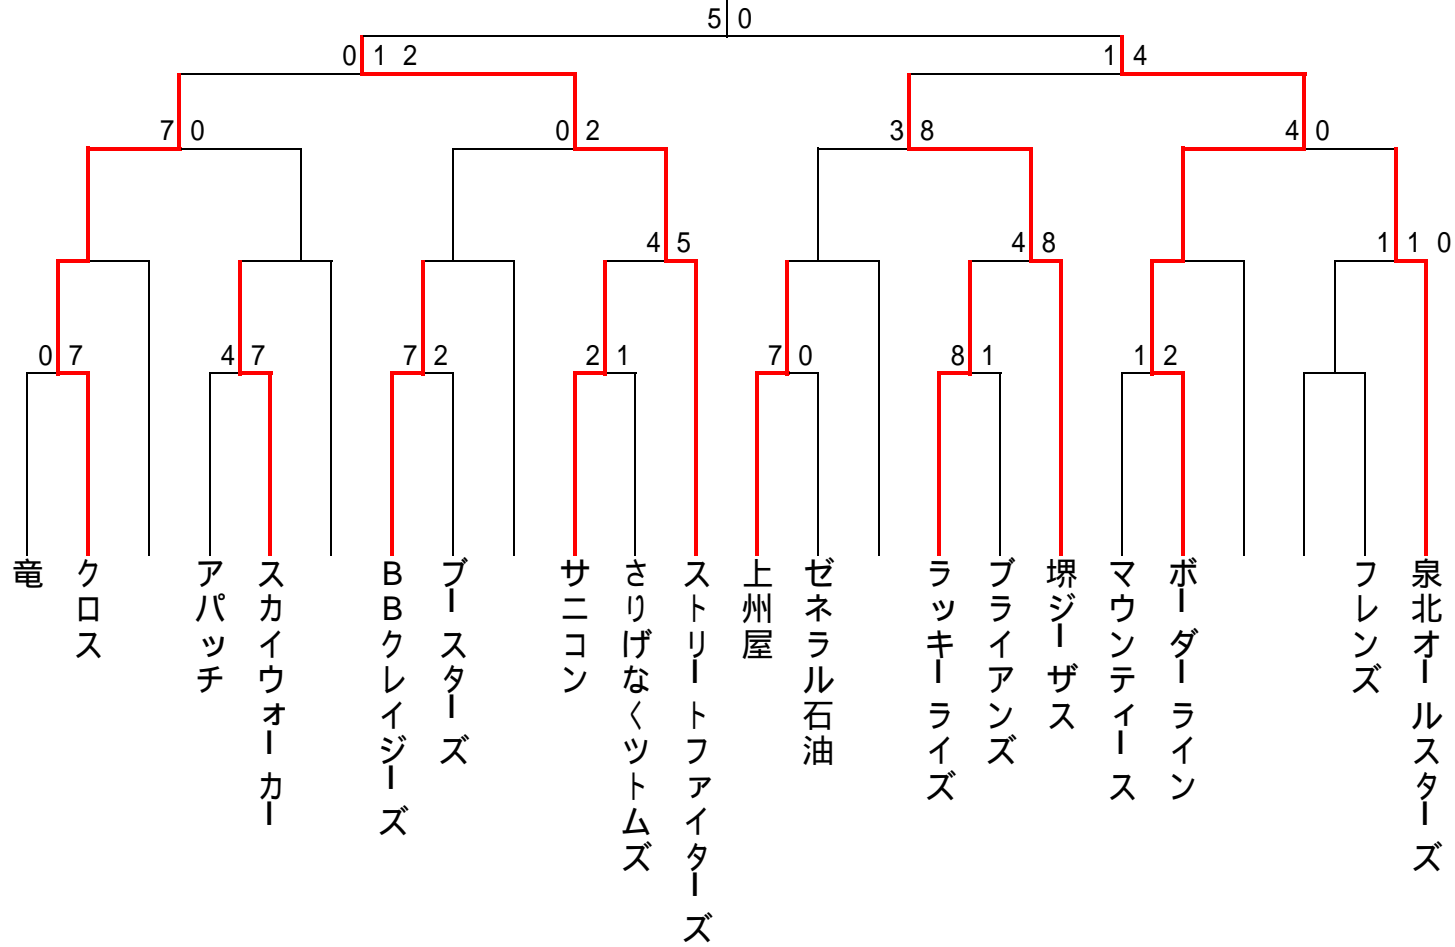 5 0
0 1 2
1 4
7 0
0 2
3 8
4 0
4 5
4 8
1 1 0
0 7
4 7
7 2
2 1
7 0
8 1
1 2
竜
クロス
アパッチ
スカイウォーカー
ＢＢクレイジーズ
ブースターズ
サニコン
さりげなくツトムズ
ストリートファイターズ
上州屋
ゼネラル石油
ラッキーライズ
ブライアンズ
堺ジーザス
マウンティース
ボーダーライン
フレンズ
泉北オールスターズ